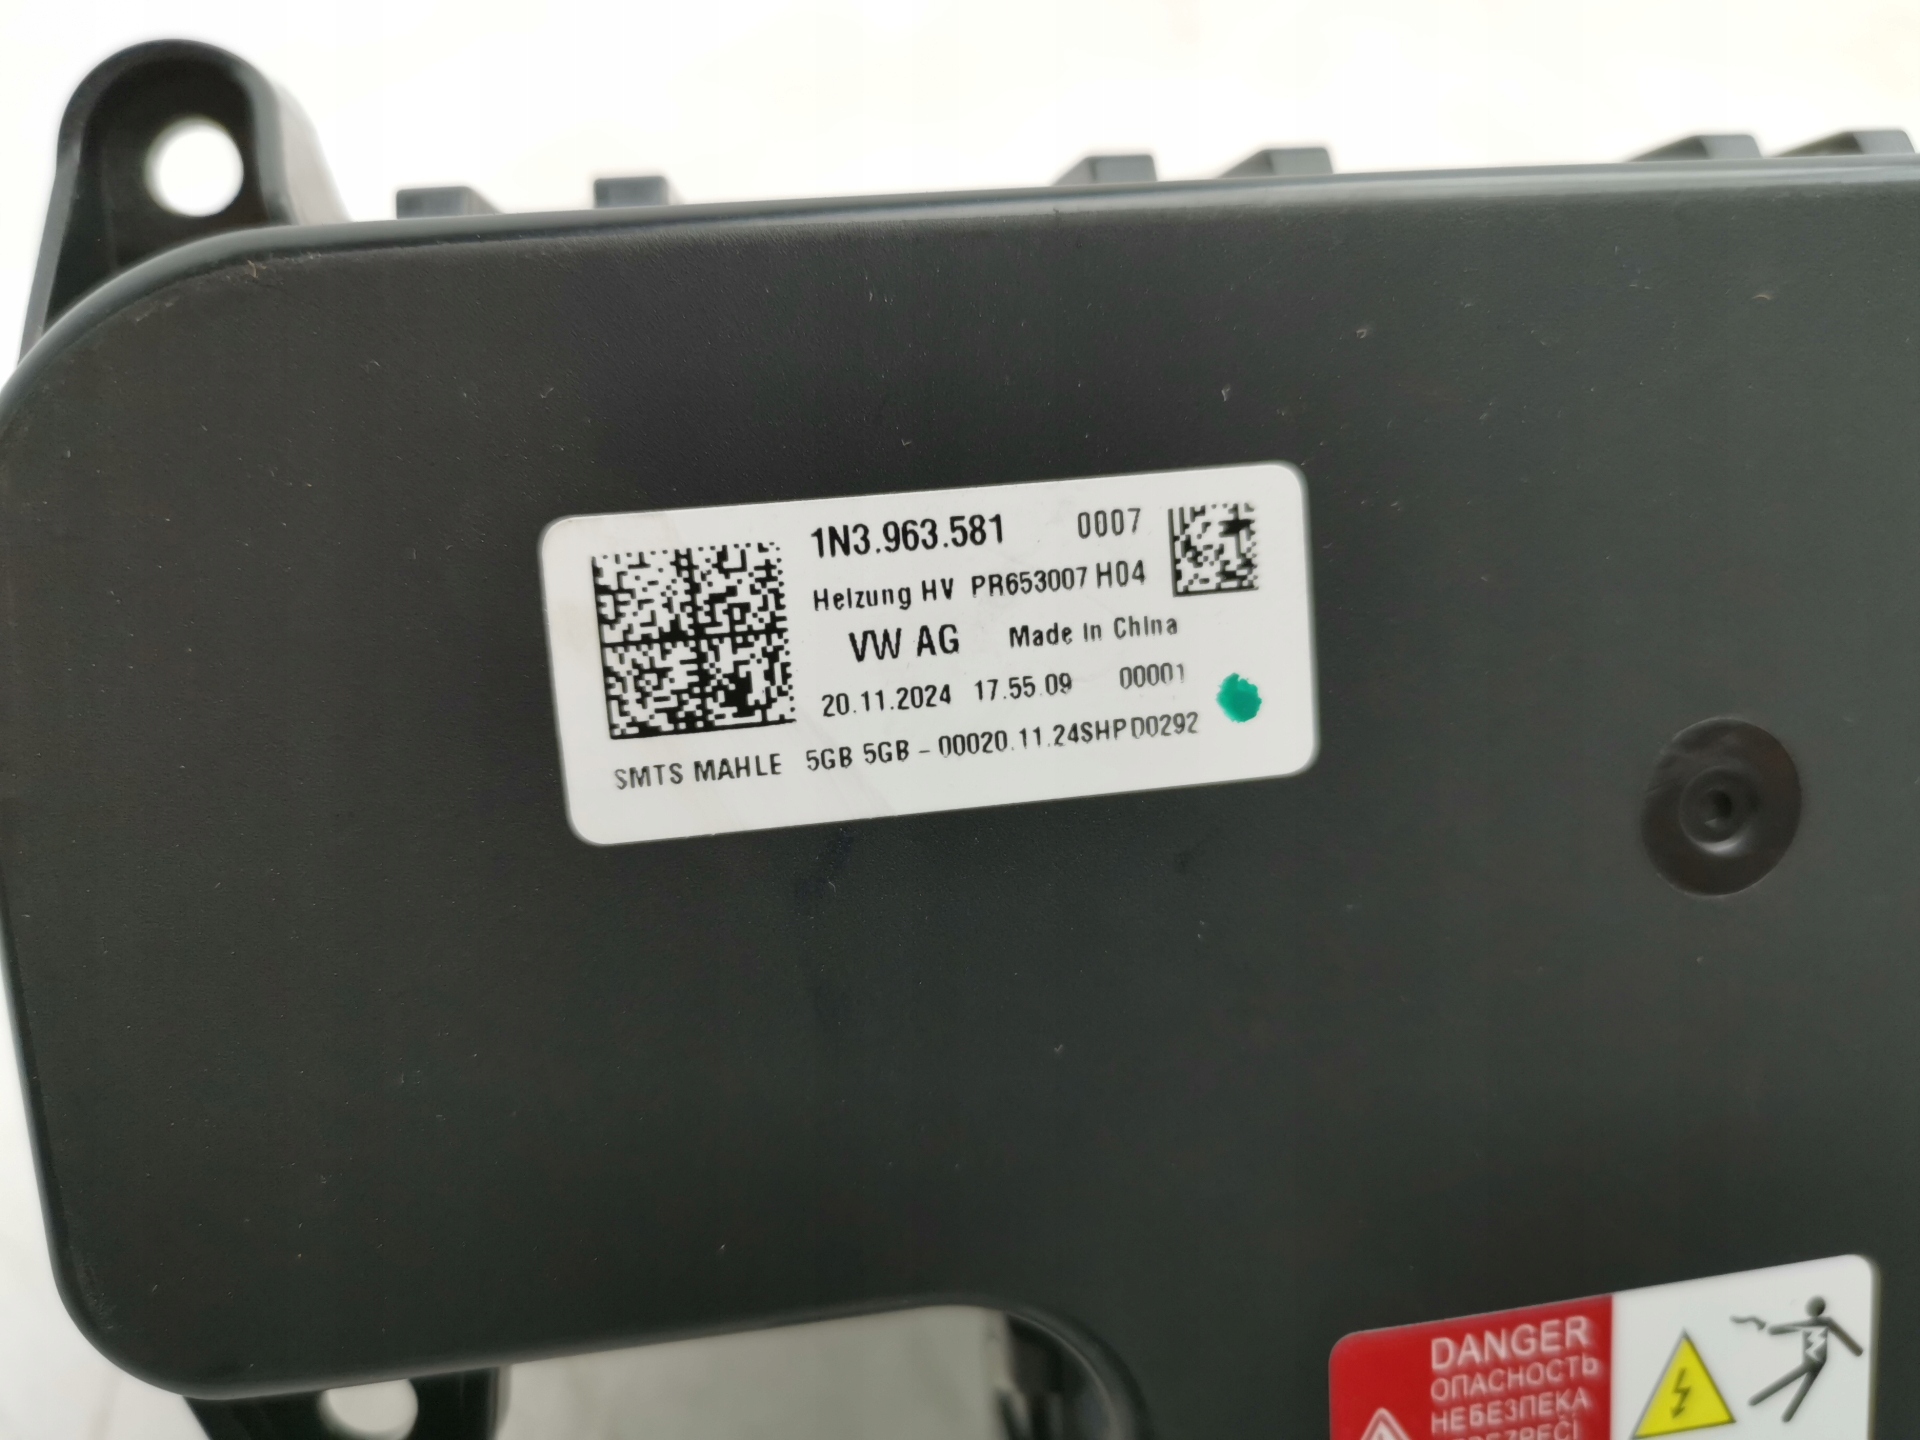 1N3.963.581 0007
Heizung HV PR653007 H04
VW AG Made in China
20.11.2024 17.55.09 00001
SMTS MAHLE 5GB 5GB - 00020.11.24SHPD0292
DANGER
ОПАСНОСТЬ
НЕБЕЗПЕКА